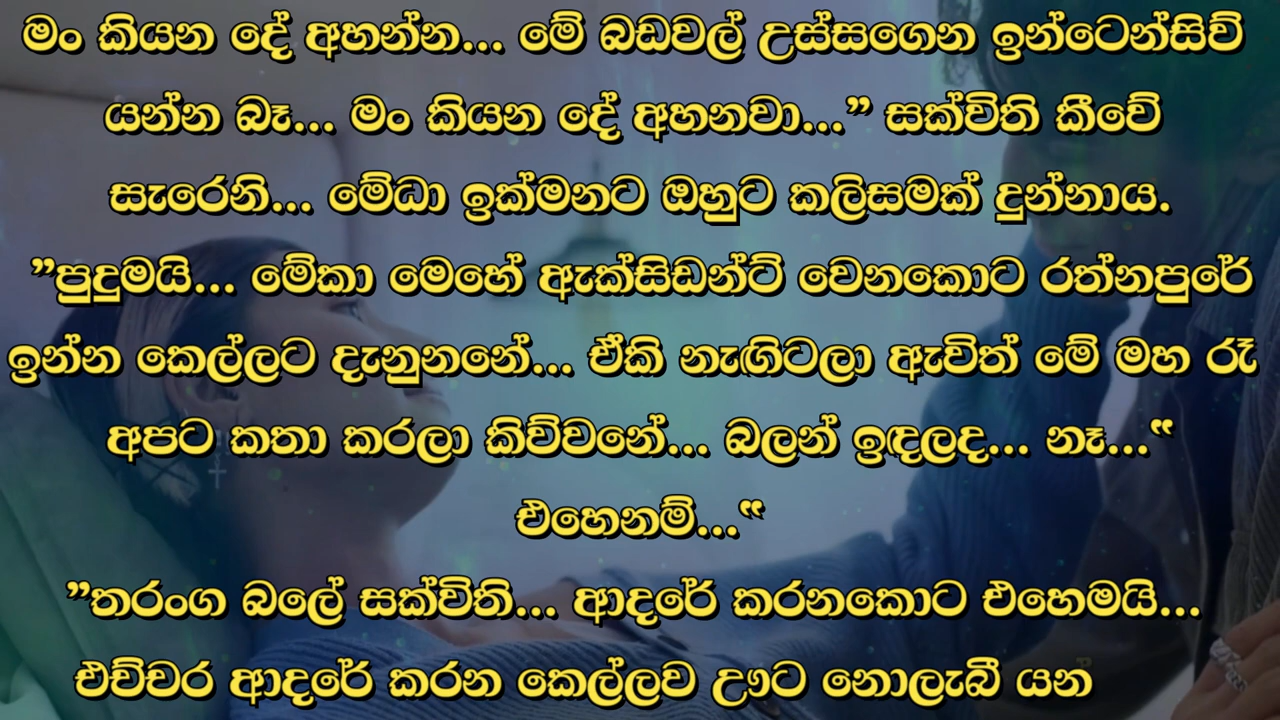 මං කියන දේ අහන්න... මේ බඩවල් උස්සගෙන ඉන්ටෙන්සිව්
යන්න බෑ... මං කියන දේ අහනවා...” සක්විති කීවේ
සැරෙනි... මේධා ඉක්මනට ඔහුට කලිසමක් දුන්නාය.
”පුදුමයි... මේකා මෙහේ ඇක්සිඩන්ට් වෙනකොට රත්නපුරේ
ඉන්න කෙල්ලට දැනුනනේ... ඒකි නැඟිටලා ඇවිත් මේ මහ රෑ
අපට කතා කරලා කිව්වනේ... බලන් ඉඳලද... නෑ...‟
එහෙනම්...‟
”තරංග බලේ සක්විති... ආදරේ කරනකොට එහෙමයි...
එච්චර ආදරේ කරන කෙල්ලව ඌට නොලැබී යන